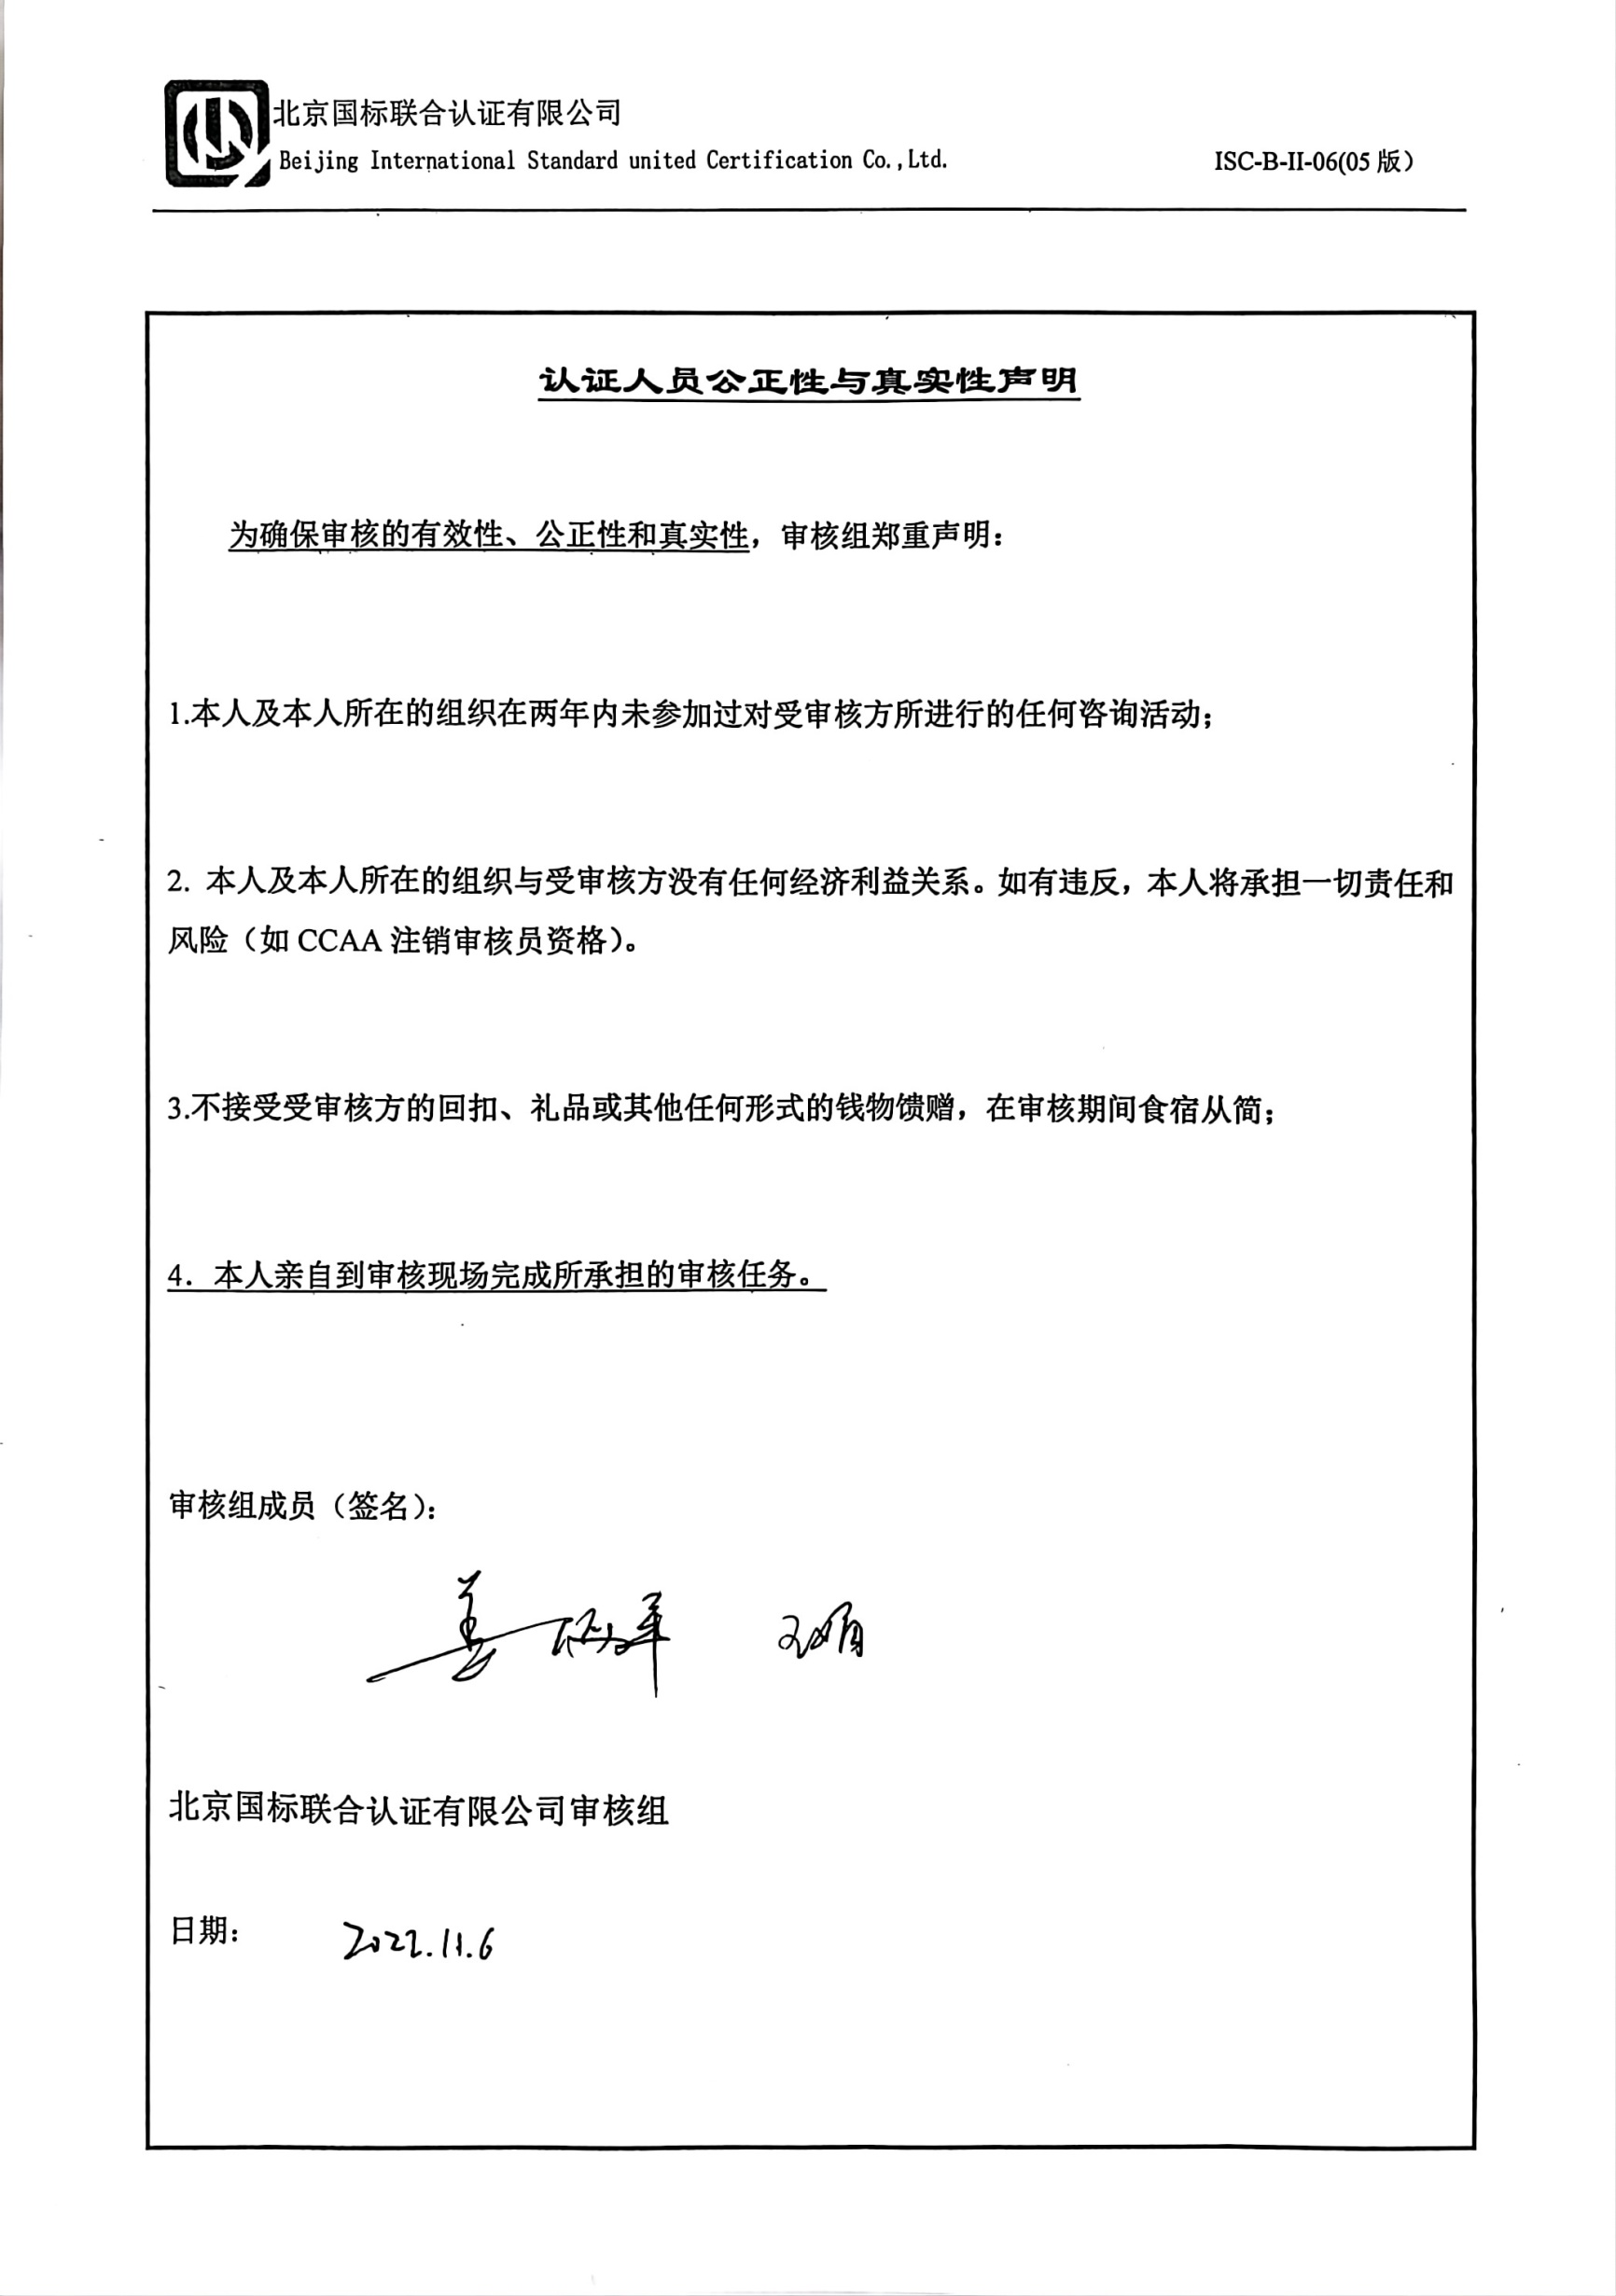 北京国标联合认证有限公司
Beijing International Standard united Certification Co.,Ltd. ISC-B-II-06(05 版）
认证人员公正性与真实性声明
为确保审核的有效性、公正性和真实性，审核组郑重声明：
1.本人及本人所在的组织在两年内未参加过对受审核方所进行的任何咨询活动；
2. 本人及本人所在的组织与受审核方没有任何经济利益关系。如有违反，本人将承担一切责任和
风险（如 CCAA 注销审核员资格）。
3.不接受受审核方的回扣、礼品或其他任何形式的钱物馈赠，在审核期间食宿从简；
4. 本人亲自到审核现场完成所承担的审核任务。
审核组成员（签名）：
北京国标联合认证有限公司审核组
日期： 2022.11.6